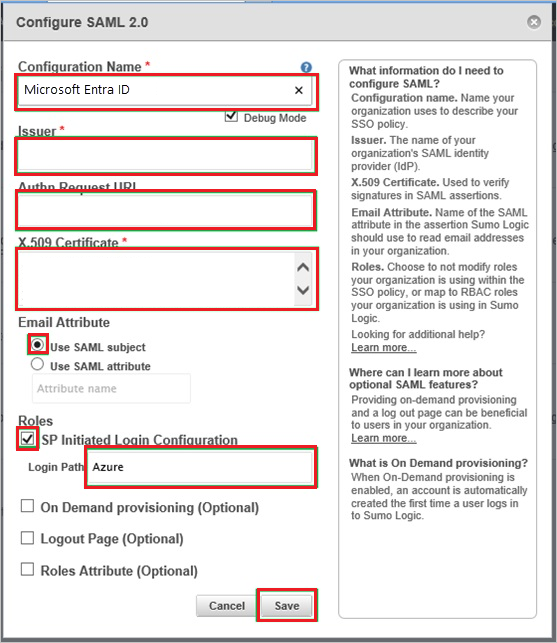 Configure SAML 2.0
Configuration Name *
Microsoft Entra ID
Debug Mode
Issuer *
Authn Request URL
X.509 Certificate *
Email Attribute
Use SAML subject
Use SAML attribute
Attribute name
Roles
SP Initiated Login Configuration
Login Path
Azure
On Demand provisioning (Optional)
Logout Page (Optional)
Roles Attribute (Optional)
Cancel
Save
What information do I need to
configure SAML?
Configuration name. Name your
organization uses to describe your
SSO policy.
Issuer. The name of your
organization's SAML identity
provider (IdP).
X.509 Certificate. Used to verify
signatures in SAML assertions.
Email Attribute. Name of the SAML
attribute in the assertion Sumo Logic
should use to read email addresses
in your organization.
Roles. Choose to not modify roles
your organization is using within the
SSO policy, or map to RBAC roles
your organization is using in Sumo
Logic.
Looking for additional help?
Learn more...
Where can I learn more about
optional SAML features?
Providing on-demand provisioning
and a log out page can be beneficial
to users in your organization.
Learn more...
What is On Demand provisioning?
When On-Demand provisioning is
enabled, an account is automatically
created the first time a user logs in
to Sumo Logic.